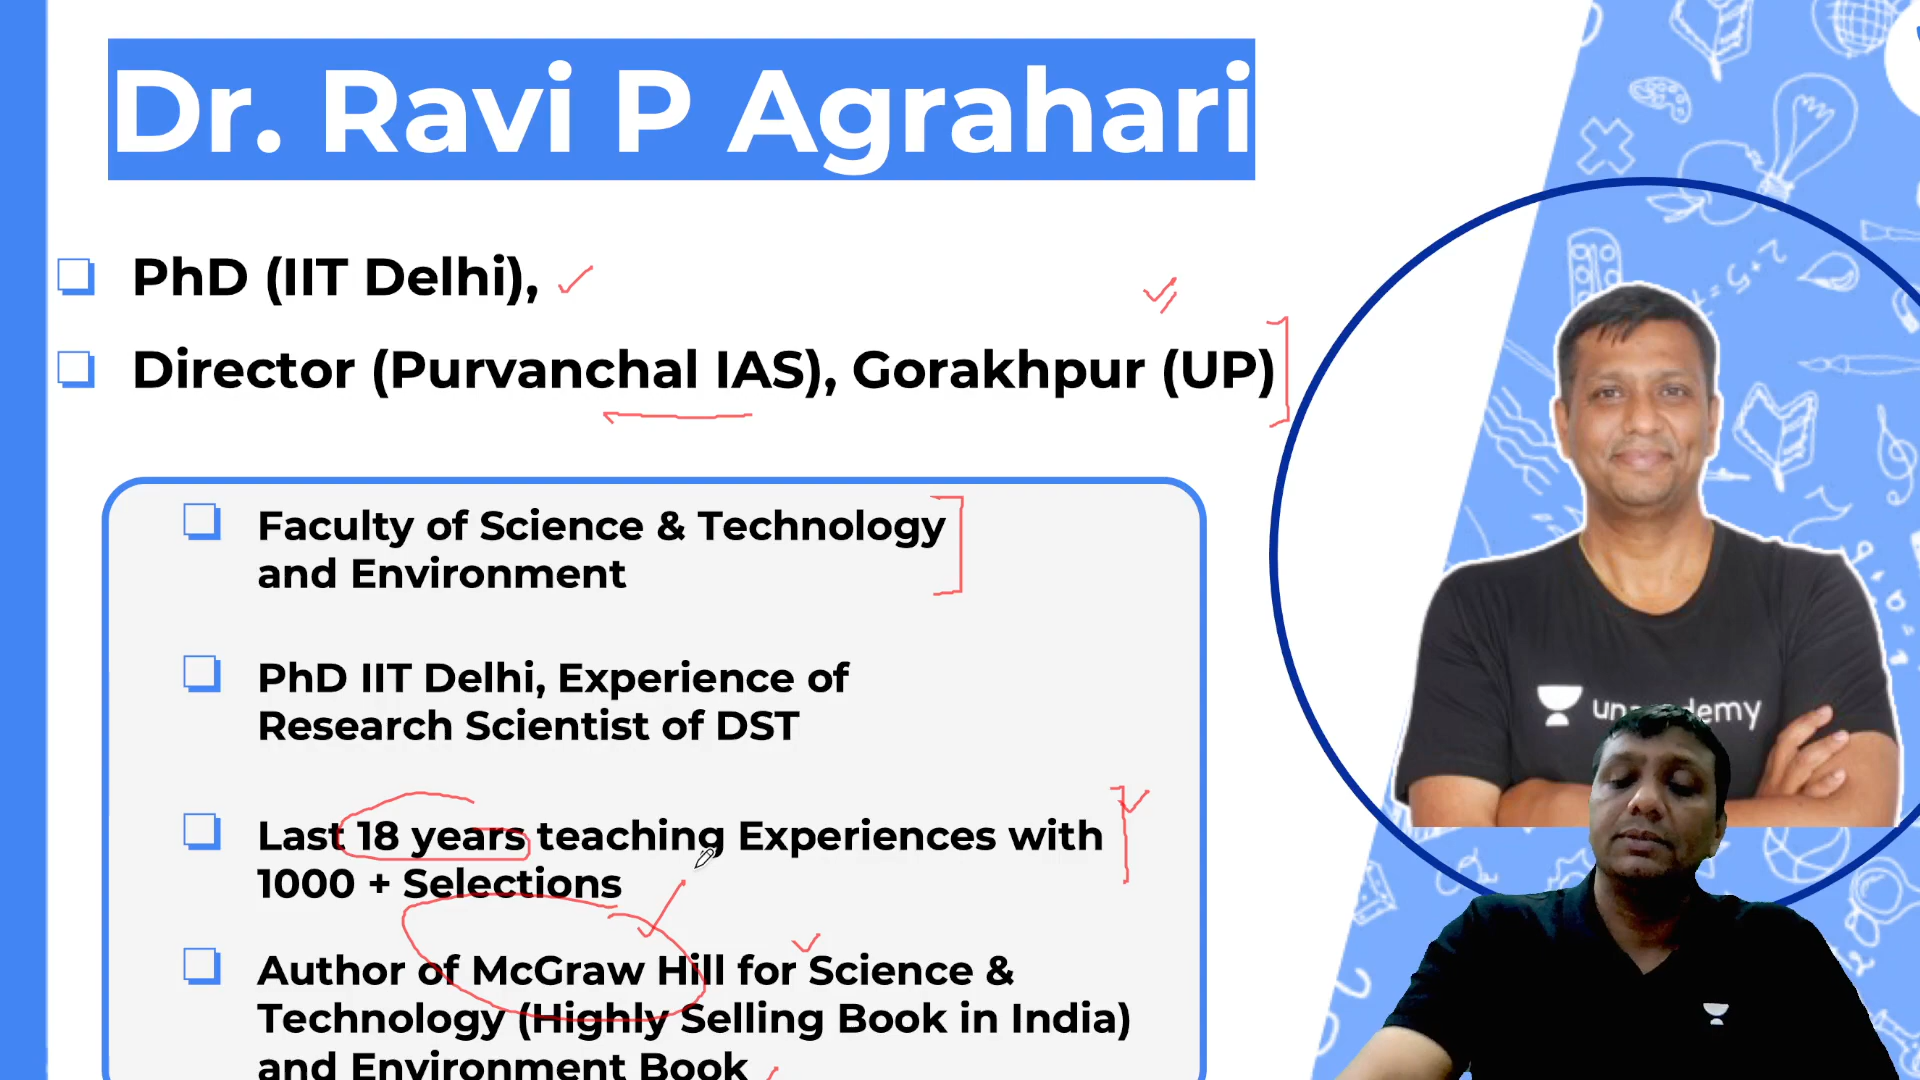 Dr. Ravi P Agrahari
PhD (IIT Delhi),
Director (Purvanchal IAS), Gorakhpur (UP)
Faculty of Science & Technology
and Environment
PhD IIT Delhi, Experience of
Research Scientist of DST
Last 18 years teaching Experiences with
1000 + Selections
Author of McGraw Hill for Science &
Technology (Highly Selling Book in India)
and Environment Book